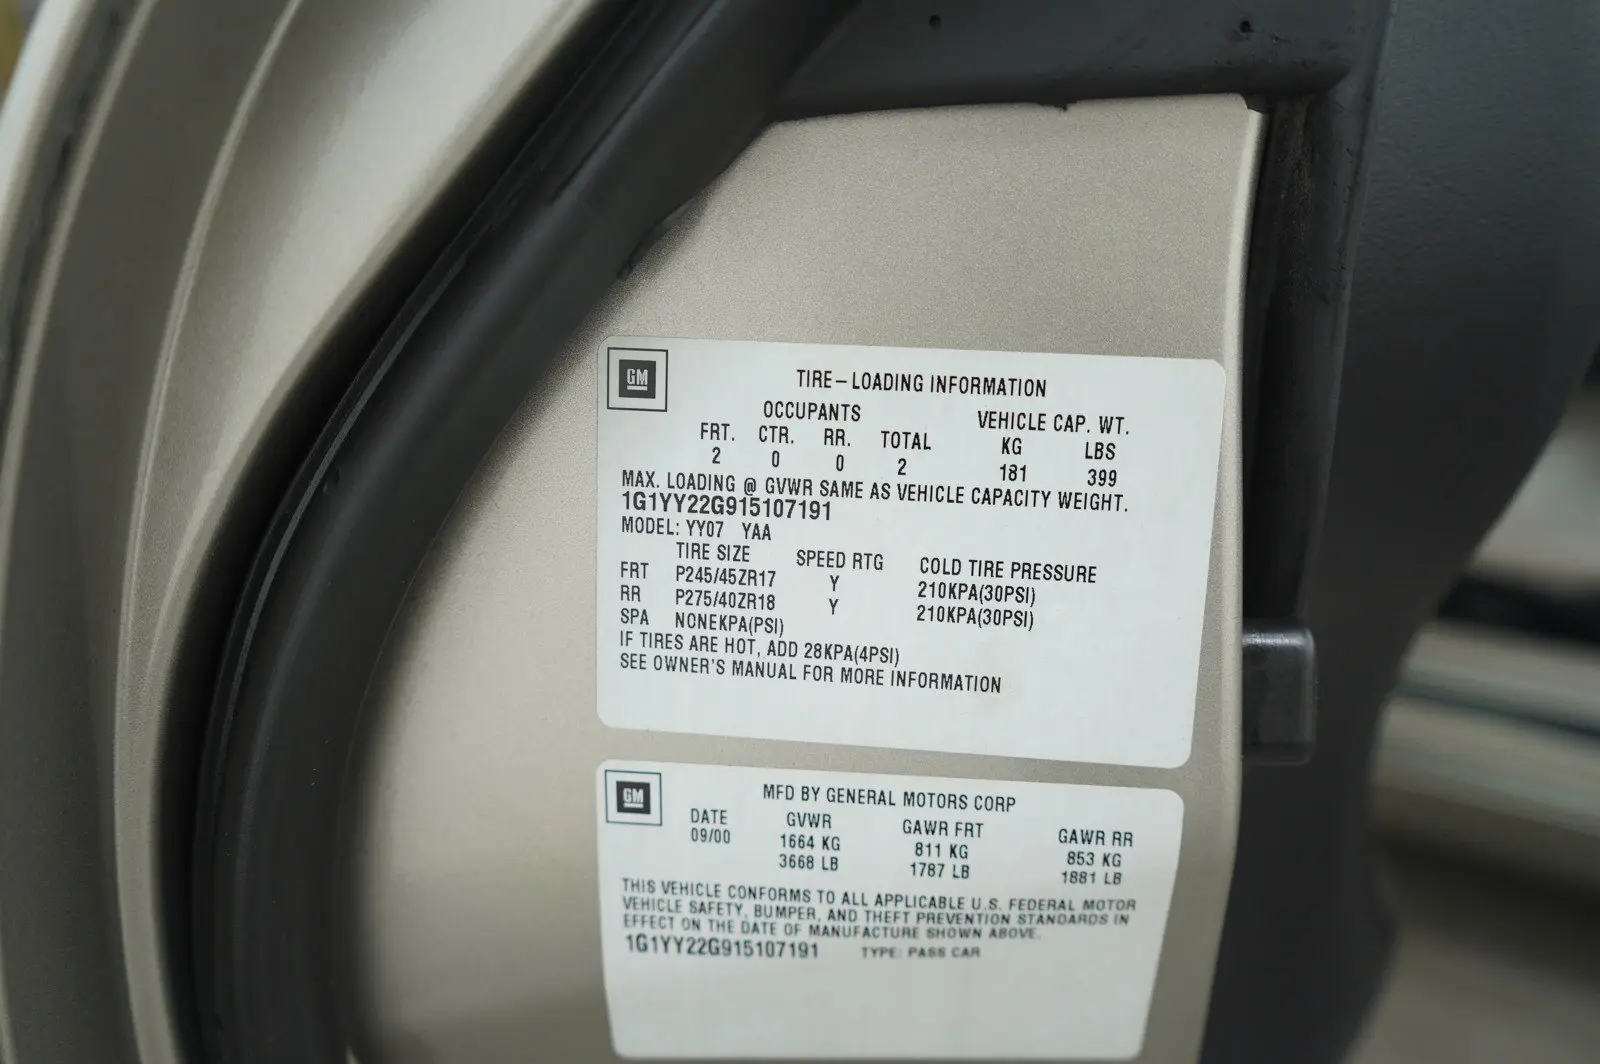 GM
TIRE-LOADING INFORMATION
OCCUPANTS VEHICLE CAP. WT.
FRT. CTR. RR. TOTAL KG LBS
2 0 0 2 181 399
MAX. LOADING @ GVWR SAME AS VEHICLE CAPACITY WEIGHT.
1G1YY22G915107191
MODEL: YY07 YAA
TIRE SIZE SPEED RTG COLD TIRE PRESSURE
FRT P245/45ZR17 Y 210KPA(30PSI)
RR P275/40ZR18 Y 210KPA(30PSI)
SPA NONEKPA(PSI)
IF TIRES ARE HOT, ADD 28KPA(4PSI)
SEE OWNER'S MANUAL FOR MORE INFORMATION
GM
MFD BY GENERAL MOTORS CORP
DATE GVWR GAWR FRT GAWR RR
09/00 1664 KG 811 KG 853 KG
3668 LB 1787 LB 1881 LB
THIS VEHICLE CONFORMS TO ALL APPLICABLE U.S. FEDERAL MOTOR
VEHICLE SAFETY, BUMPER, AND THEFT PREVENTION STANDARDS IN
EFFECT ON THE DATE OF MANUFACTURE SHOWN ABOVE.
1G1YY22G915107191 TYPE: PASS CAR